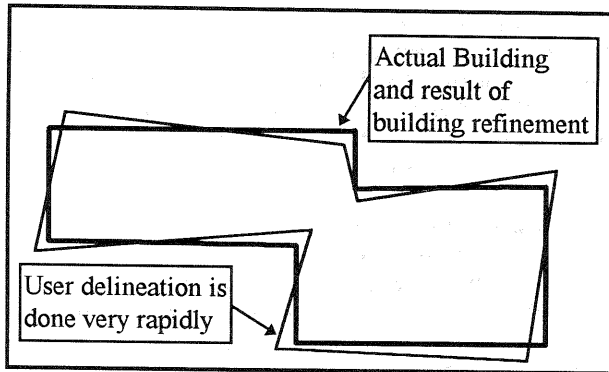 Actual Building
and result of
building refinement
User delineation is
done very rapidly